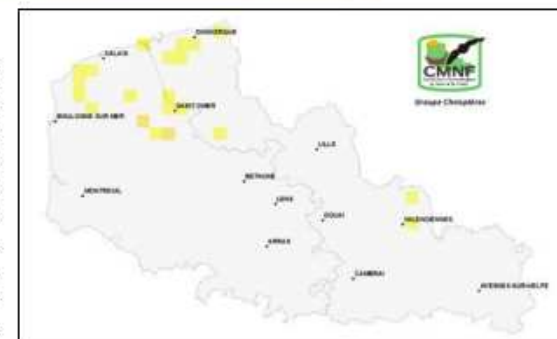 DUNKERQUE
CALAIS
CMNF
Groupe Chiroptères
SAINT OMER
BOULOGNE SUR MER
LILLE
BETHUNE
MONTREUIL
LENS
DOUAI
VALENCIENNES
ARRAS
CAMBRAI
AVESNES-SUR-HELPE